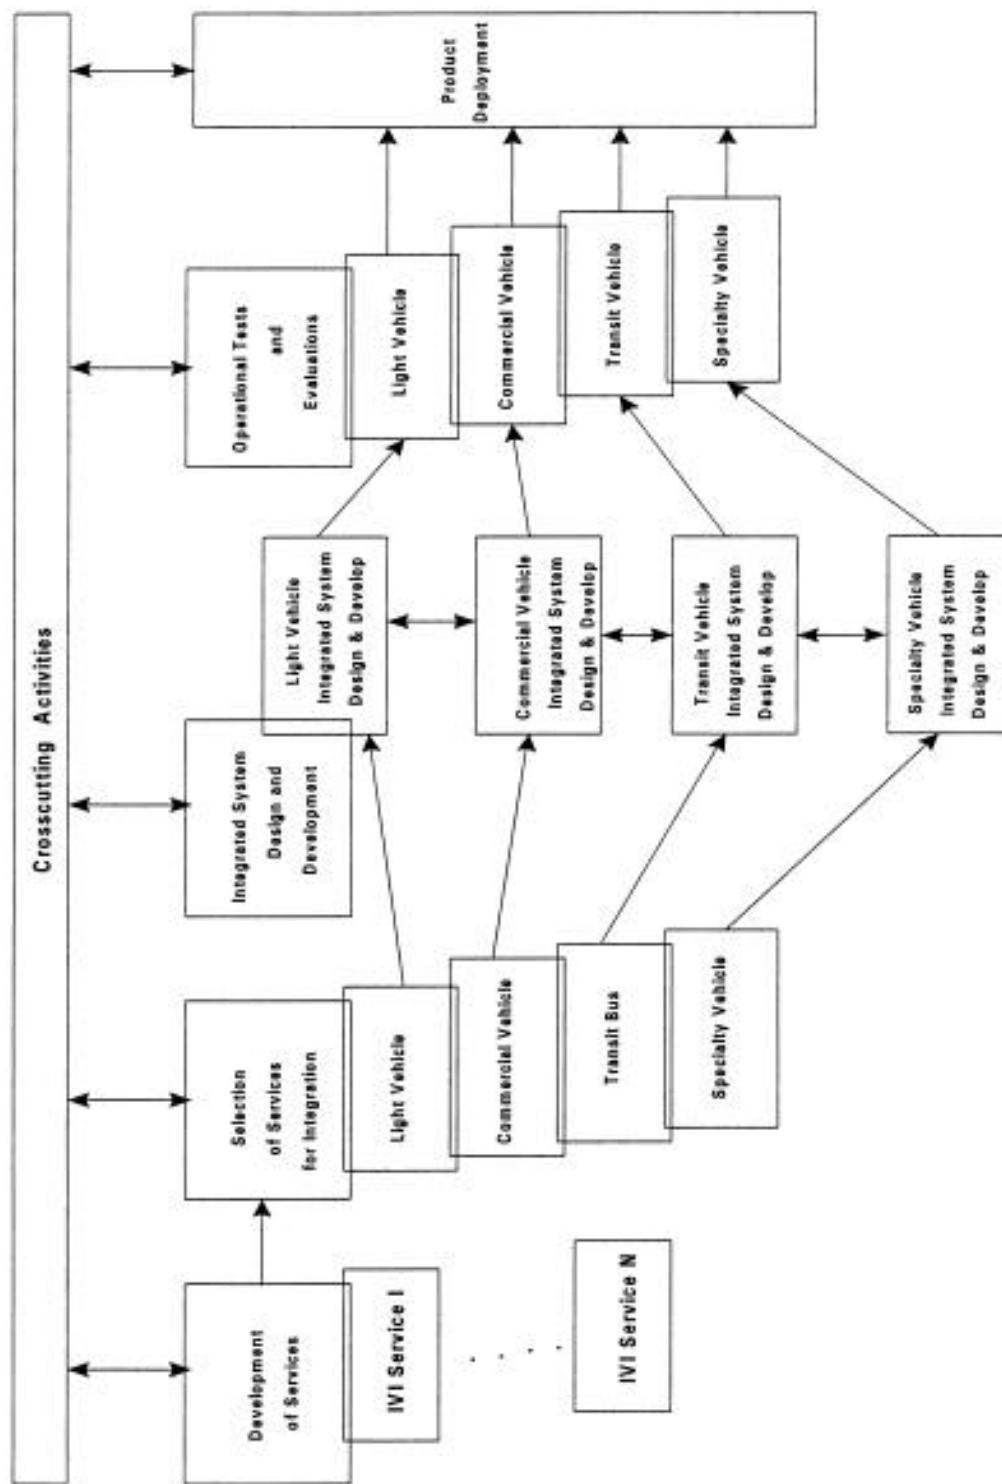 Crosscutting Activities
Development
of Services
IVI Service I
IVI Service N
Selection
of Services
for Integration
Light Vehicle
Commercial Vehicle
Transit Bus
Specialty Vehicle
Integrated System
Design and
Development
Light Vehicle
Integrated System
Design & Develop
Commercial Vehicle
Integrated System
Design & Develop
Transit Vehicle
Integrated System
Design & Develop
Specialty Vehicle
Integrated System
Design & Develop
Operational Tests
and
Evaluations
Light Vehicle
Commercial Vehicle
Transit Vehicle
Specialty Vehicle
Product
Deployment